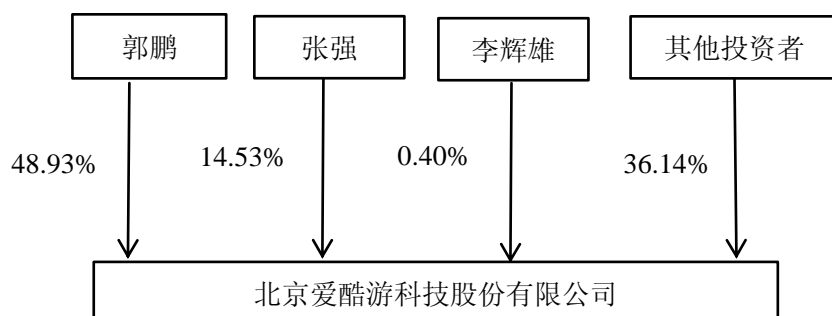 郭鹏
张强
李辉雄
其他投资者
48.93%
14.53%
0.40%
36.14%
北京爱酷游科技股份有限公司